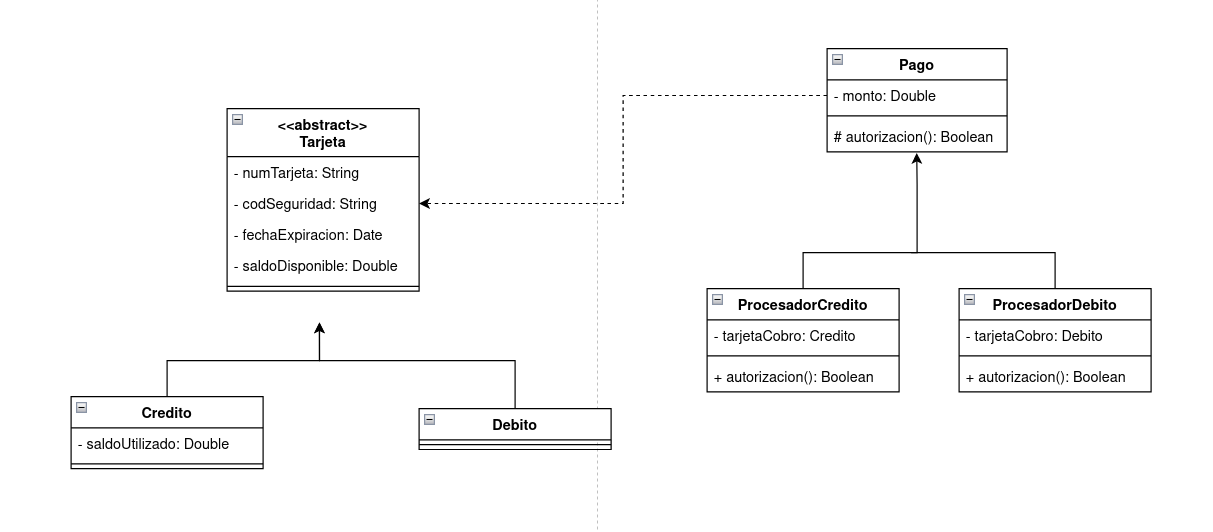 <<abstract>>
Tarjeta
- numTarjeta: String
- codSeguridad: String
- fechaExpiracion: Date
- saldoDisponible: Double
Credito
- saldoUtilizado: Double
Debito
Pago
- monto: Double
# autorizacion(): Boolean
ProcesadorCredito
- tarjetaCobro: Credito
+ autorizacion(): Boolean
ProcesadorDebito
- tarjetaCobro: Debito
+ autorizacion(): Boolean